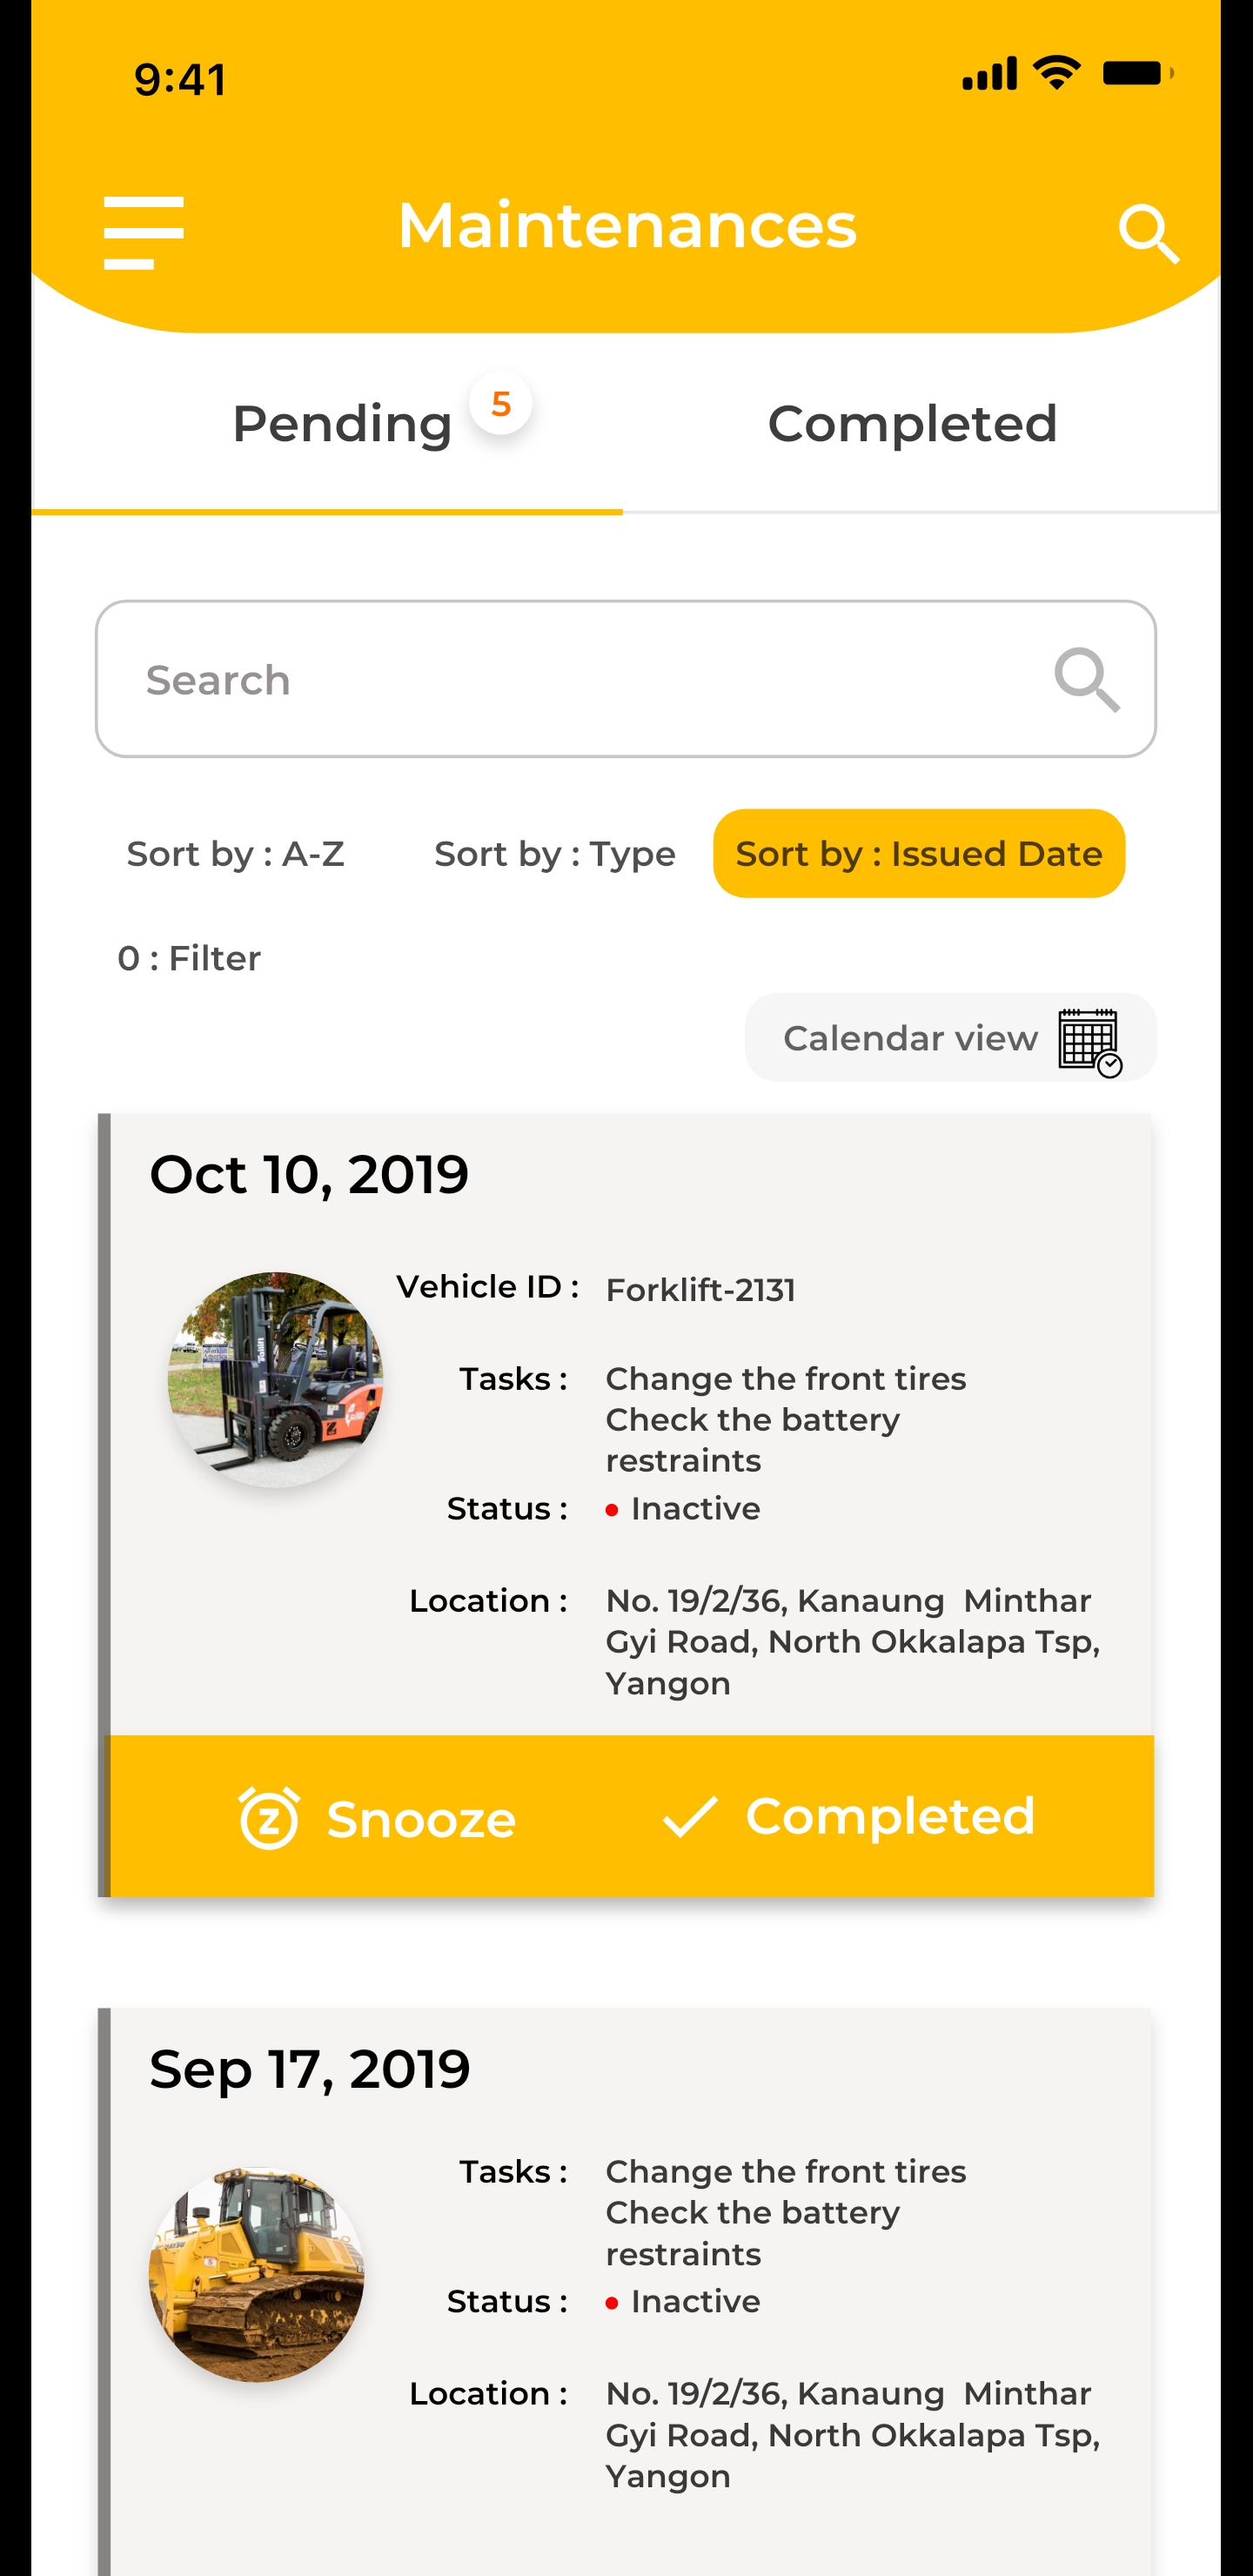 9:41
Maintenances
Pending 5
Completed
Search
Sort by : A-Z
Sort by : Type
Sort by : Issued Date
0 : Filter
Calendar view
Oct 10, 2019
Vehicle ID : Forklift-2131
Tasks : Change the front tires
Check the battery
restraints
Status : Inactive
Location : No. 19/2/36, Kanaung  Minthar
Gyi Road, North Okkalapa Tsp,
Yangon
Snooze
Completed
Sep 17, 2019
Tasks : Change the front tires
Check the battery
restraints
Status : Inactive
Location : No. 19/2/36, Kanaung  Minthar
Gyi Road, North Okkalapa Tsp,
Yangon